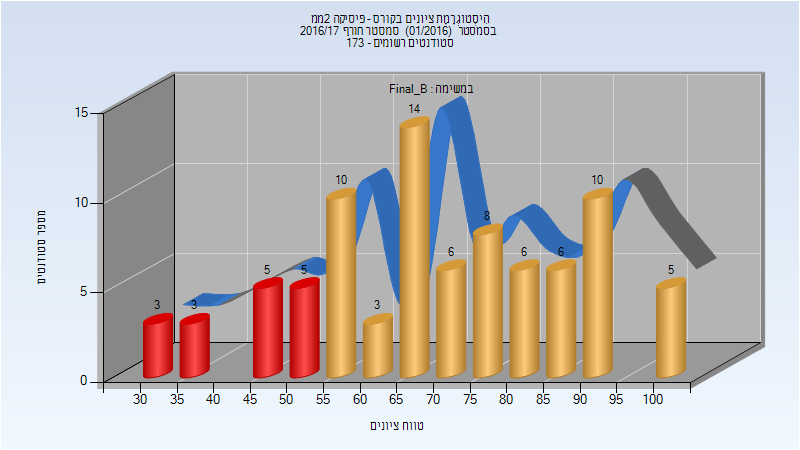 היסטוגרמת ציונים בקורס - פיסיקה 2ממ
בסמסטר (01/2016) סמסטר חורף 2016/17
סטודנטים רשומים - 173
במשימה : Final_B
מספר סטודנטים
15
10
5
0
3
3
5
5
10
3
14
6
8
6
6
10
5
30 35 40 45 50 55 60 65 70 75 80 85 90 95 100
טווח ציונים